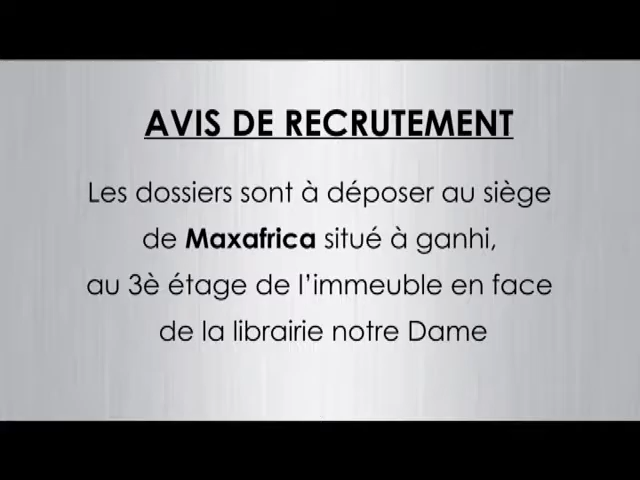 AVIS DE RECRUTEMENT
Les dossiers sont à déposer au siège
de Maxafrica situé à ganhi,
au 3è étage de l'immeuble en face
de la librairie notre Dame